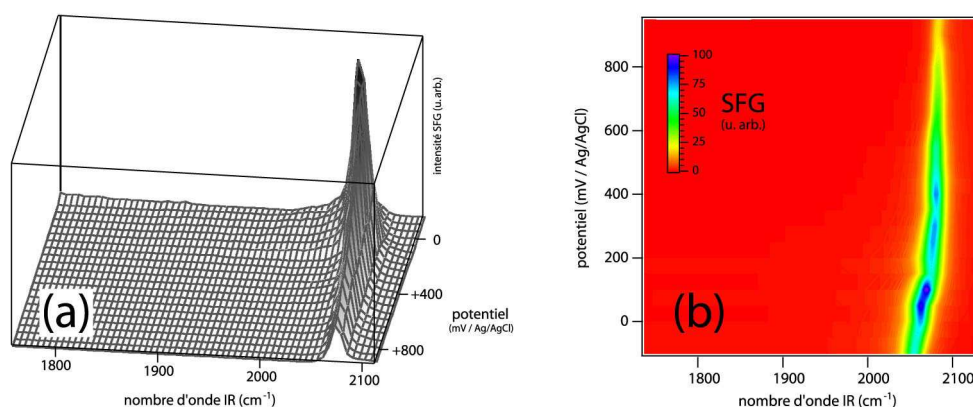 (a)
intensité SFG (u. arb.)
0
+400
+800
potentiel
(mV / Ag/AgCl)
1800 1900 2000 2100
nombre d'onde IR (cm⁻¹)
(b)
potentiel (mV / Ag/AgCl)
800
600
400
200
0
100
75
50
25
0
SFG
(u. arb.)
1800 1900 2000 2100
nombre d'onde IR (cm⁻¹)